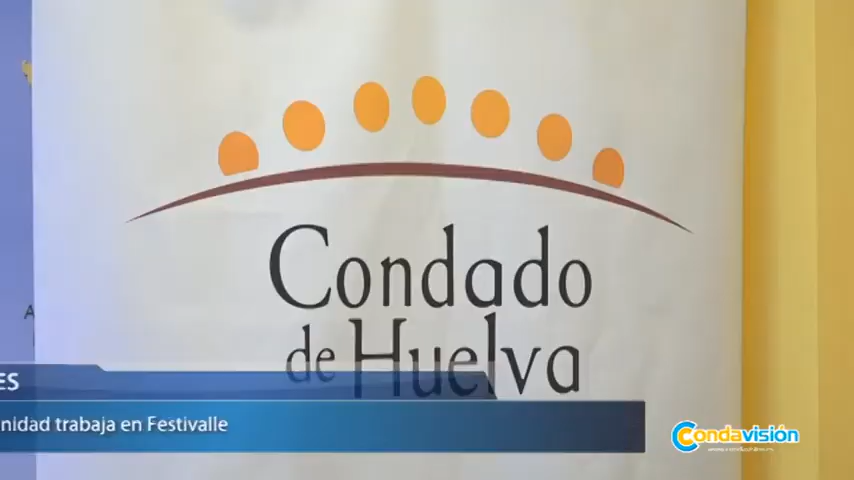 Condado
de Huelva
ES
nidad trabaja en Festivalle
Condavisión